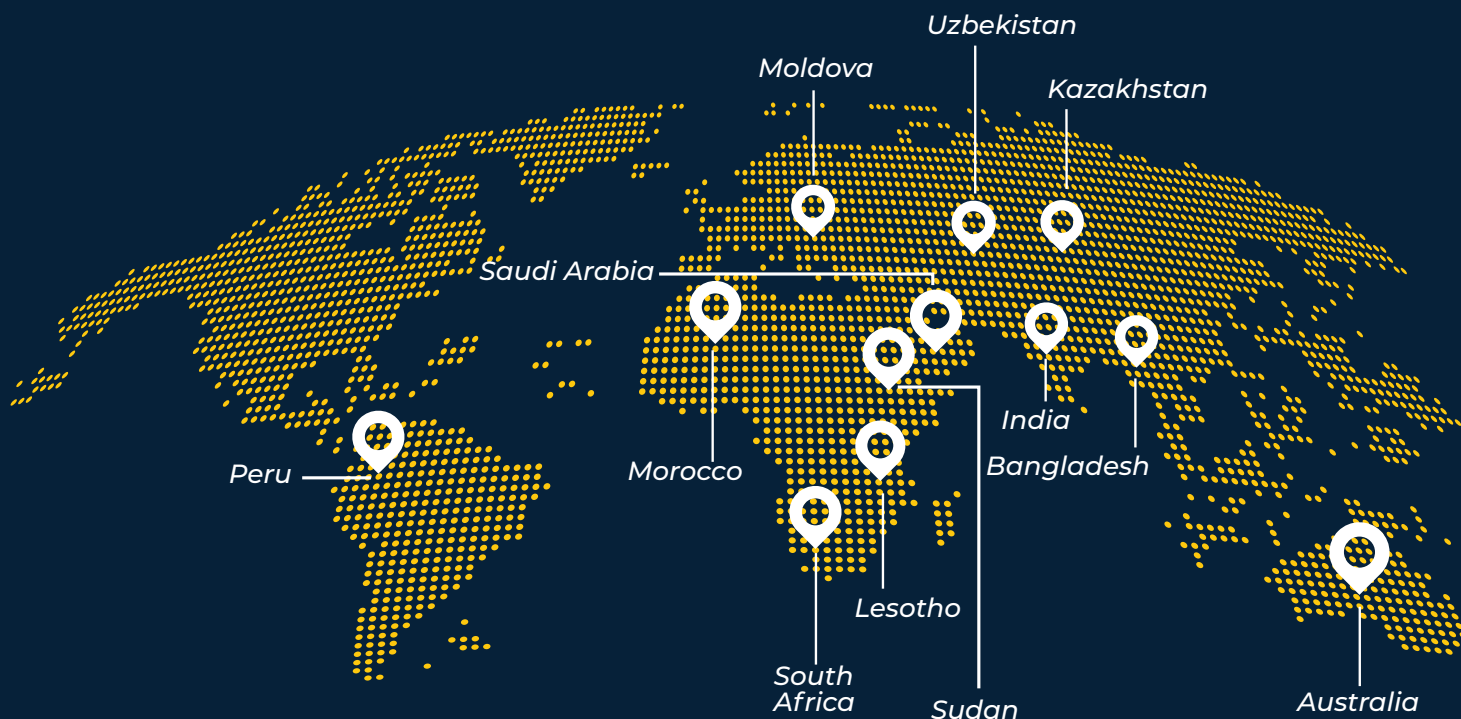 Uzbekistan
Moldova
Kazakhstan
Saudi Arabia
India
Peru
Morocco
Bangladesh
Lesotho
South
Africa
Sudan
Australia